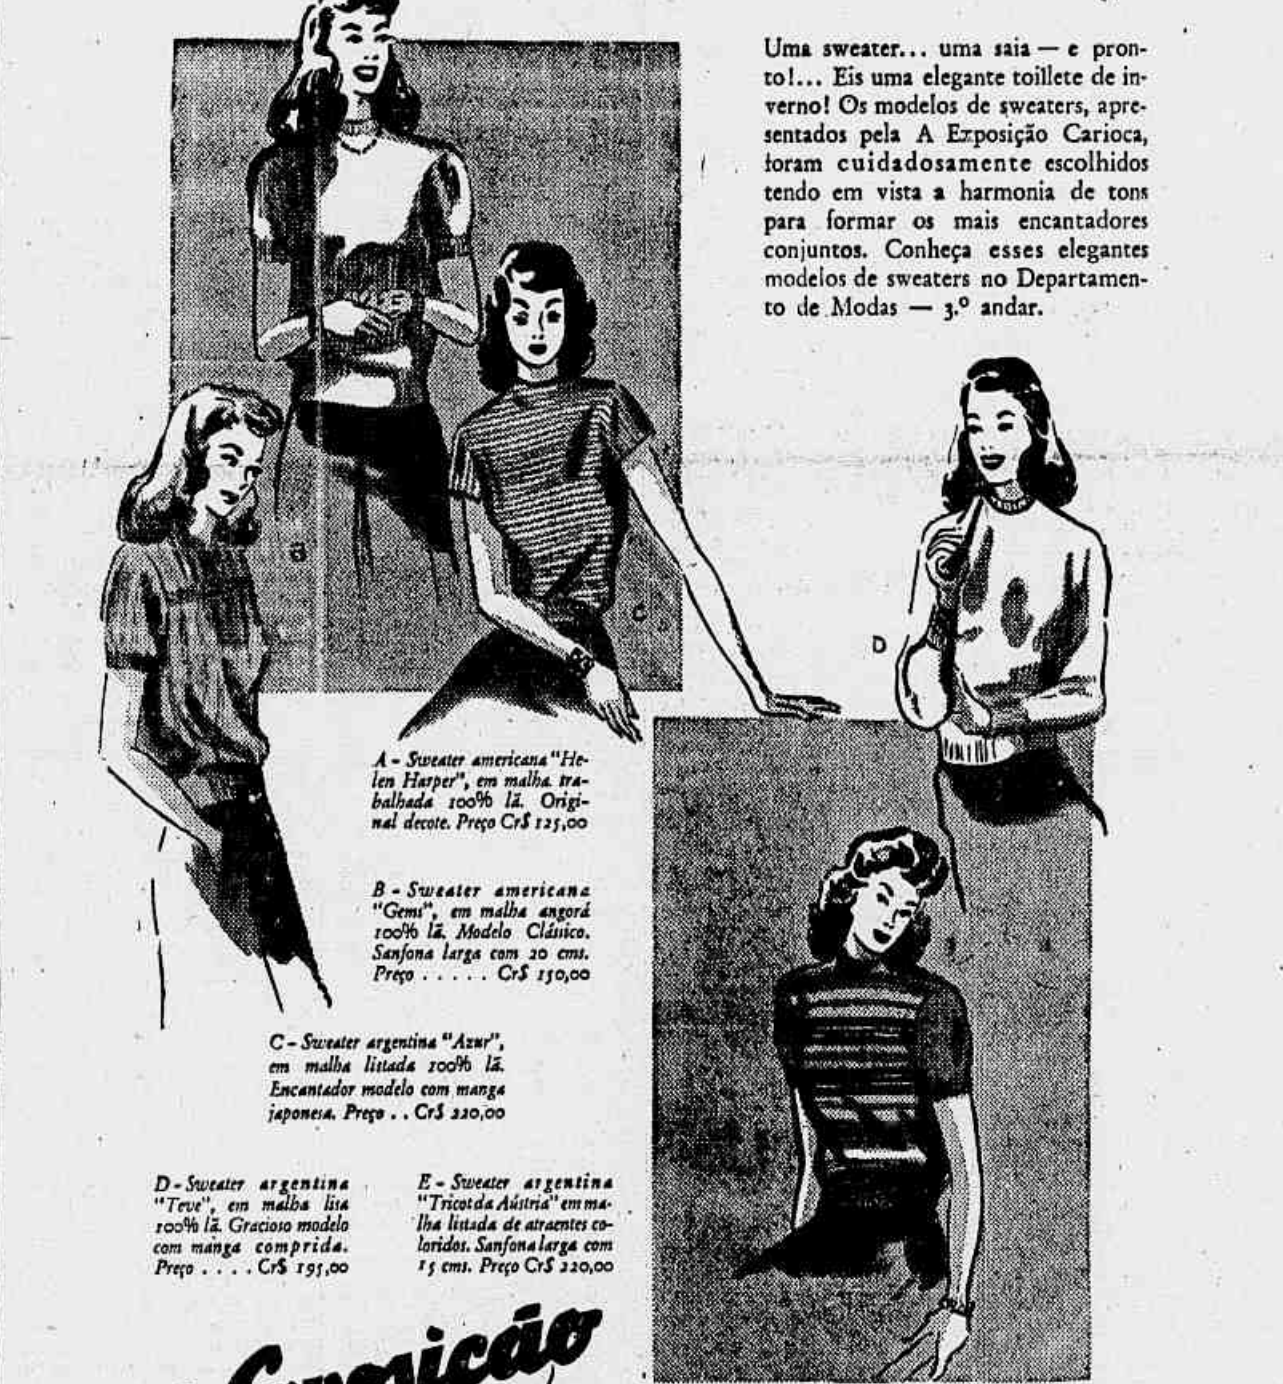 Uma sweater... uma saia — e pron-
to!... Eis uma elegante toillete de in-
verno! Os modelos de sweaters, apre-
sentados pela A Exposição Carioca,
foram cuidadosamente escolhidos
tendo em vista a harmonia de tons
para formar os mais encantadores
conjuntos. Conheça esses elegantes
modelos de sweaters no Departamen-
to de Modas — 3.º andar.
B
C
D
A - Sweater americana "He-
len Harper", em malha tra-
balhada 100% lã. Origi-
nal decote. Preço Cr$ 125,00
B - Sweater americana
"Gems", em malha angorá
100% lã. Modelo Clássico.
Sanfona larga com 20 cms.
Preço . . . . . Cr$ 150,00
C - Sweater argentina "Azur",
em malha listada 100% lã.
Encantador modelo com manga
japonesa. Preço . . Cr$ 220,00
D - Sweater argentina
"Teve", em malha lisa
100% lã. Gracioso modelo
com manga comprida.
Preço . . . . Cr$ 195,00
E - Sweater argentina
"Tricot da Aústria" em ma-
lha listada de atraentes co-
loridos. Sanfona larga com
15 cms. Preço Cr$ 220,00
Exposição